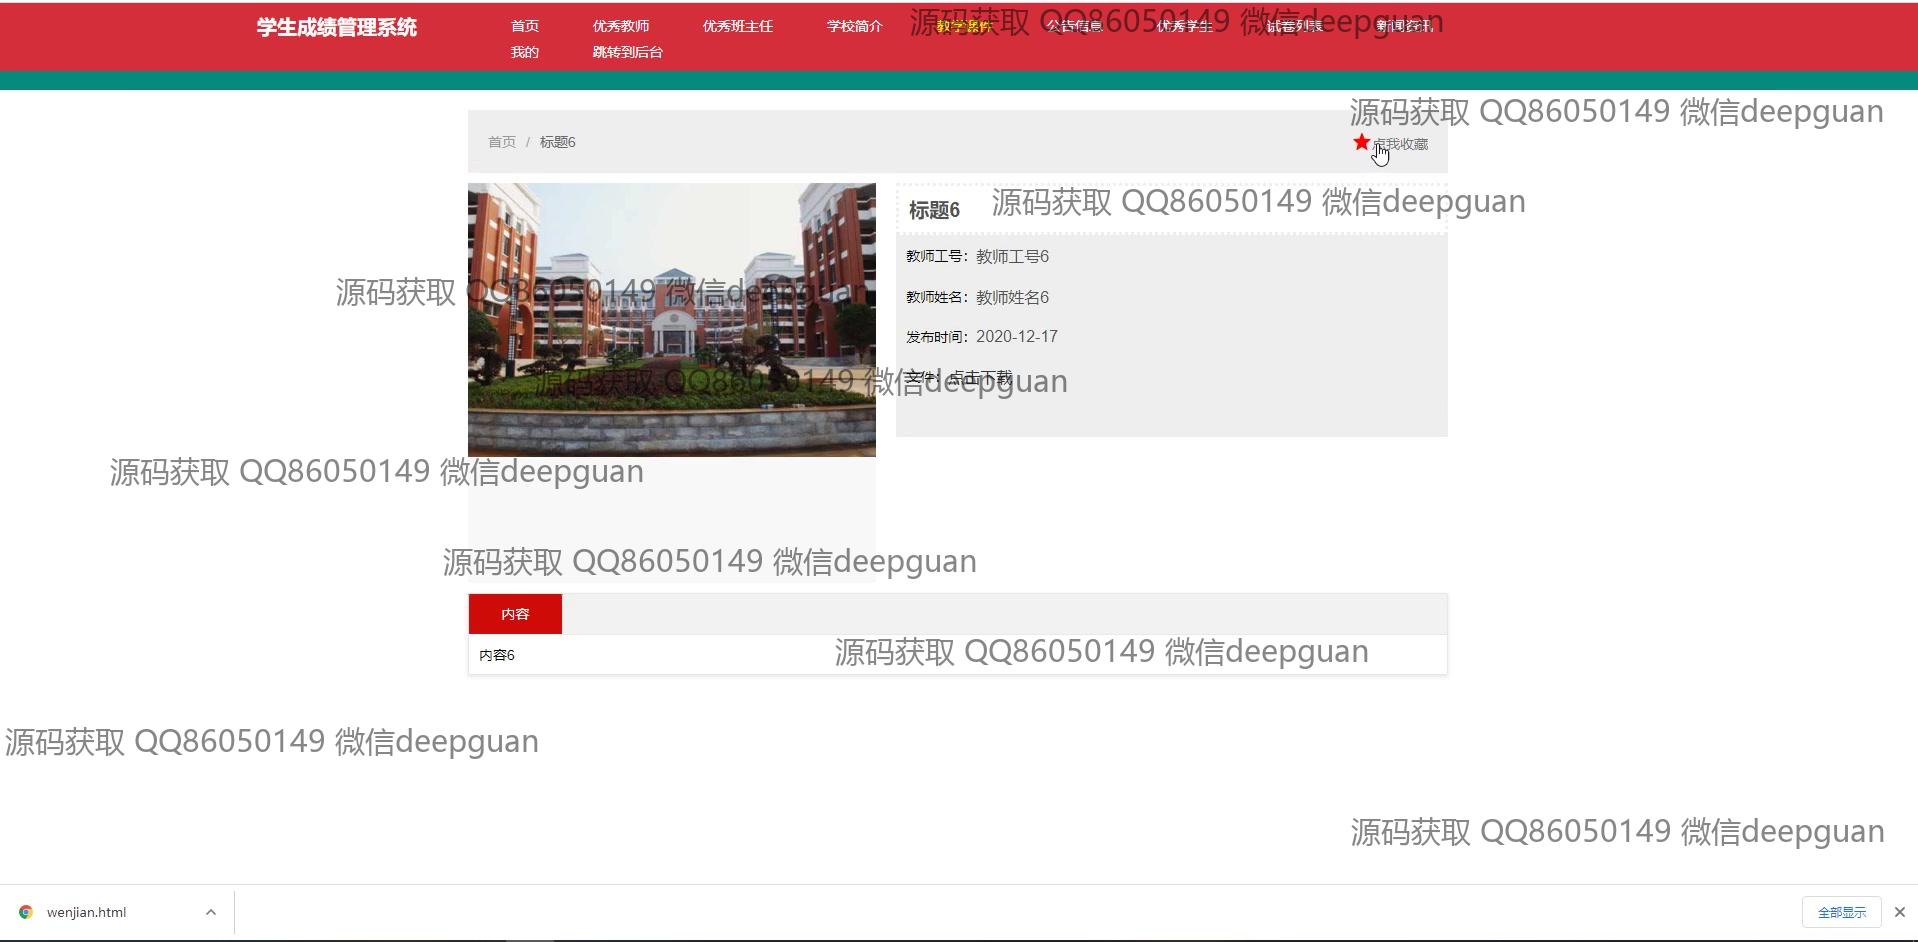 学生成绩管理系统
首页 优秀教师 优秀班主任 学校简介 教学课件 公告信息 优秀学生 试卷列表 新闻资讯
我的 跳转到后台
源码获取 QQ86050149 微信deepguan
源码获取 QQ86050149 微信deepguan
首页 / 标题6
点我收藏
标题6
源码获取 QQ86050149 微信deepguan
教师工号：教师工号6
源码获取 QQ86050149 微信deepguan
教师姓名：教师姓名6
发布时间：2020-12-17
文件：点击下载
源码获取 QQ86050149 微信deepguan
源码获取 QQ86050149 微信deepguan
源码获取 QQ86050149 微信deepguan
内容
内容6
源码获取 QQ86050149 微信deepguan
源码获取 QQ86050149 微信deepguan
源码获取 QQ86050149 微信deepguan
wenjian.html
全部显示